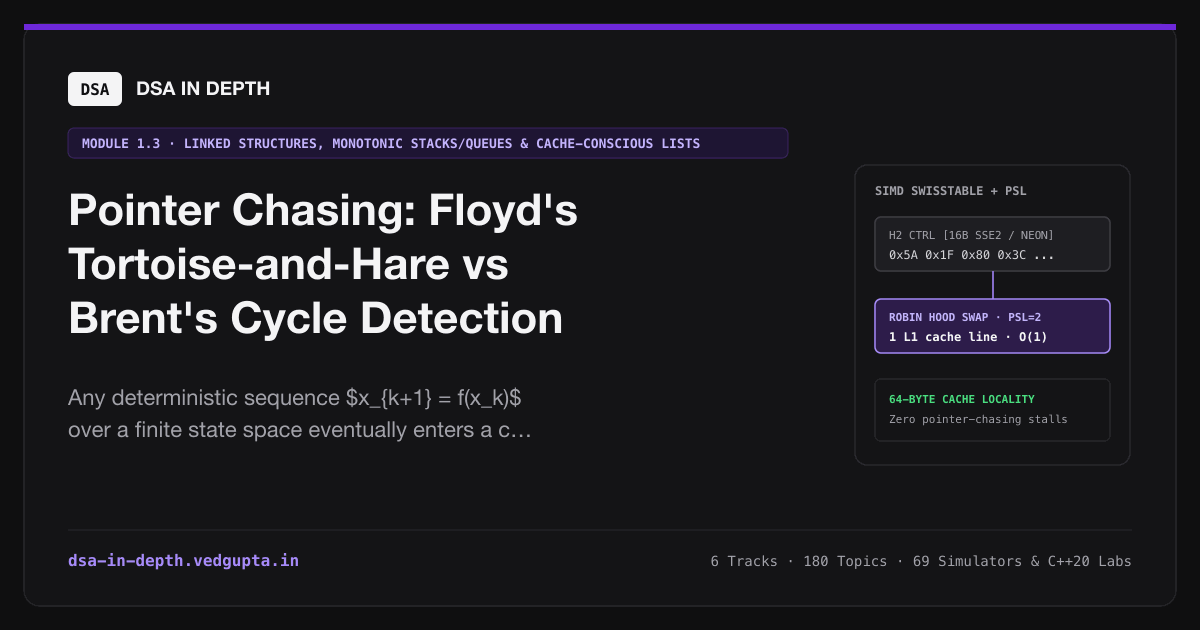 DSA
DSA IN DEPTH
MODULE 1.3 · LINKED STRUCTURES, MONOTONIC STACKS/QUEUES & CACHE-CONSCIOUS LISTS
Pointer Chasing: Floyd's
Tortoise-and-Hare vs
Brent's Cycle Detection
Any deterministic sequence $x_{k+1} = f(x_k)$
over a finite state space eventually enters a c...
SIMD SWISSTABLE + PSL
H2 CTRL [16B SSE2 / NEON]
0x5A 0x1F 0x80 0x3C ...
ROBIN HOOD SWAP · PSL=2
1 L1 cache line · O(1)
64-BYTE CACHE LOCALITY
Zero pointer-chasing stalls
dsa-in-depth.vedgupta.in
6 Tracks · 180 Topics · 69 Simulators & C++20 Labs